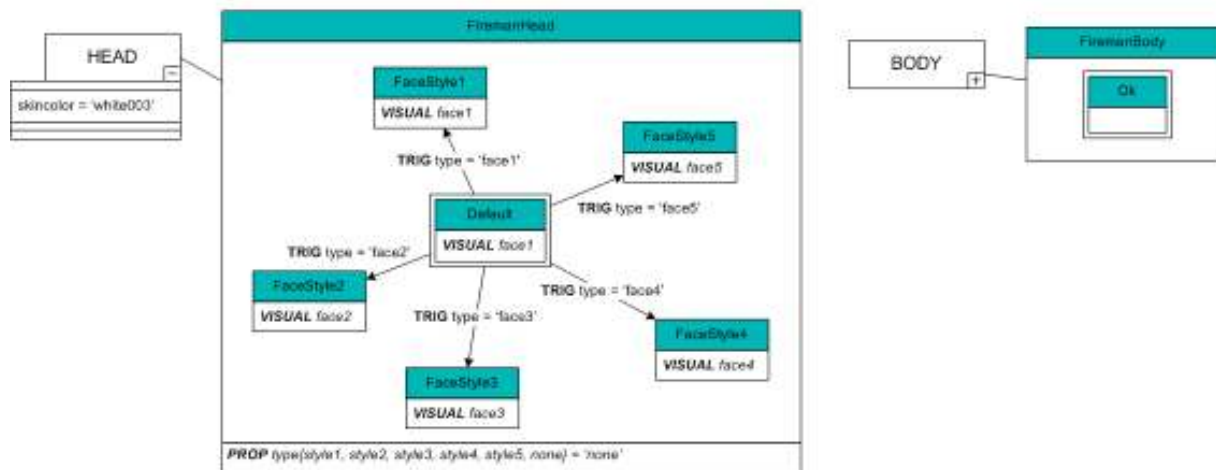 FiremanHead
HEAD
−
skincolor = 'white003'
FaceStyle1
VISUAL face1
TRIG type = 'face1'
FaceStyle5
VISUAL face5
TRIG type = 'face5'
Default
VISUAL face1
TRIG type = 'face2'
FaceStyle2
VISUAL face2
TRIG type = 'face3'
TRIG type = 'face4'
FaceStyle4
VISUAL face4
FaceStyle3
VISUAL face3
PROP type{style1, style2, style3, style4, style5, none} = 'none'
BODY
+
FiremanBody
Ok